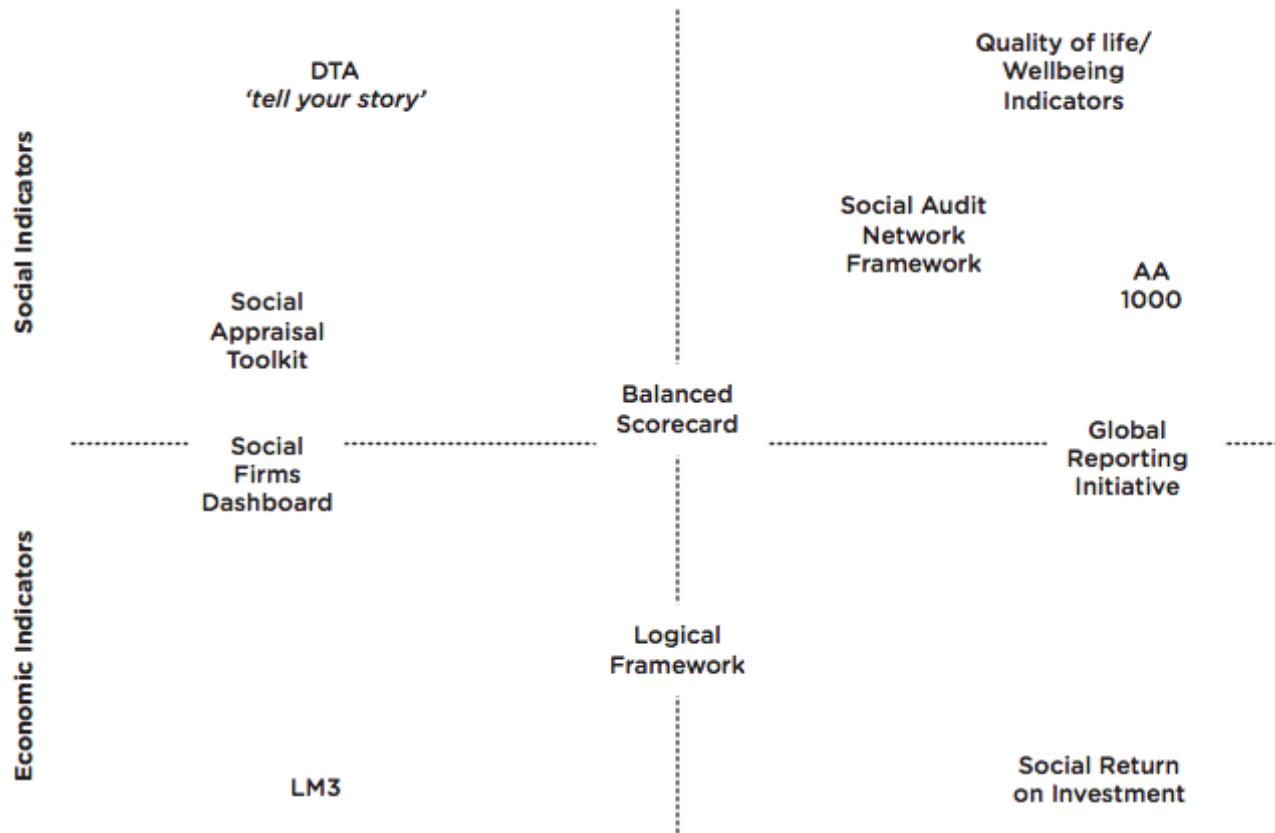 DTA
‘tell your story’
Quality of life/
Wellbeing
Indicators
Social Indicators
Social Audit
Network
Framework
AA
1000
Social
Appraisal
Toolkit
Balanced
Scorecard
Social
Firms
Dashboard
Global
Reporting
Initiative
Economic Indicators
Logical
Framework
LM3
Social Return
on Investment